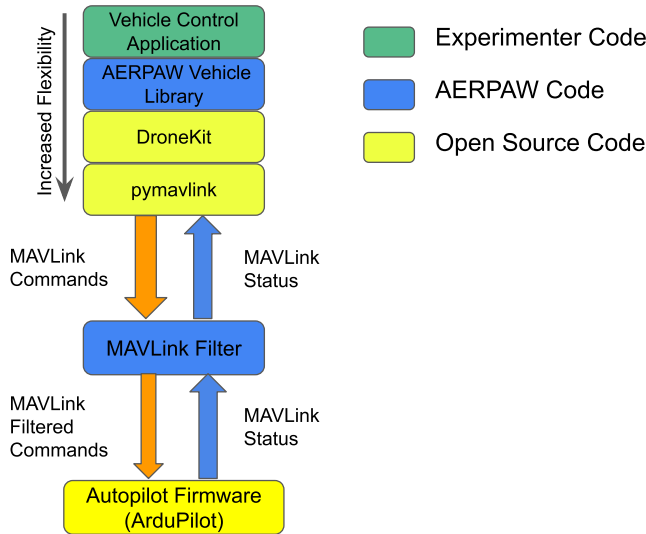 Increased Flexibility
Vehicle Control
Application
AERPAW Vehicle
Library
DroneKit
pymavlink
MAVLink
Commands
MAVLink
Status
MAVLink Filter
MAVLink
Filtered
Commands
MAVLink
Status
Autopilot Firmware
(ArduPilot)
Experimenter Code
AERPAW Code
Open Source Code